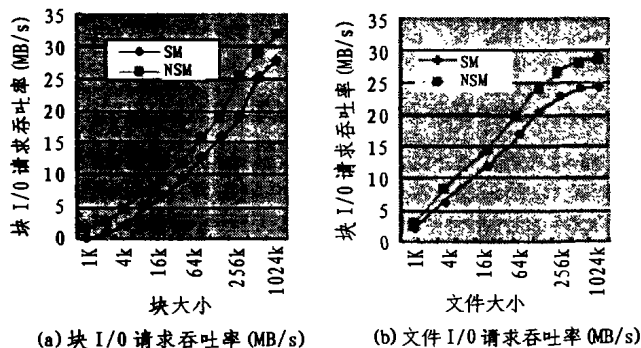 35
30
25
20
15
10
5
0
块 I/O 请求吞吐率(MB/s)
SM
NSM
1K
4k
16k
64k
256k
1024k
块大小
(a)块 I/O 请求吞吐率(MB/s)
35
30
25
20
15
10
5
0
块 I/O 请求吞吐率(MB/s)
SM
NSM
1K
4k
16k
64k
256k
1024k
文件大小
(b)文件 I/O 请求吞吐率(MB/s)